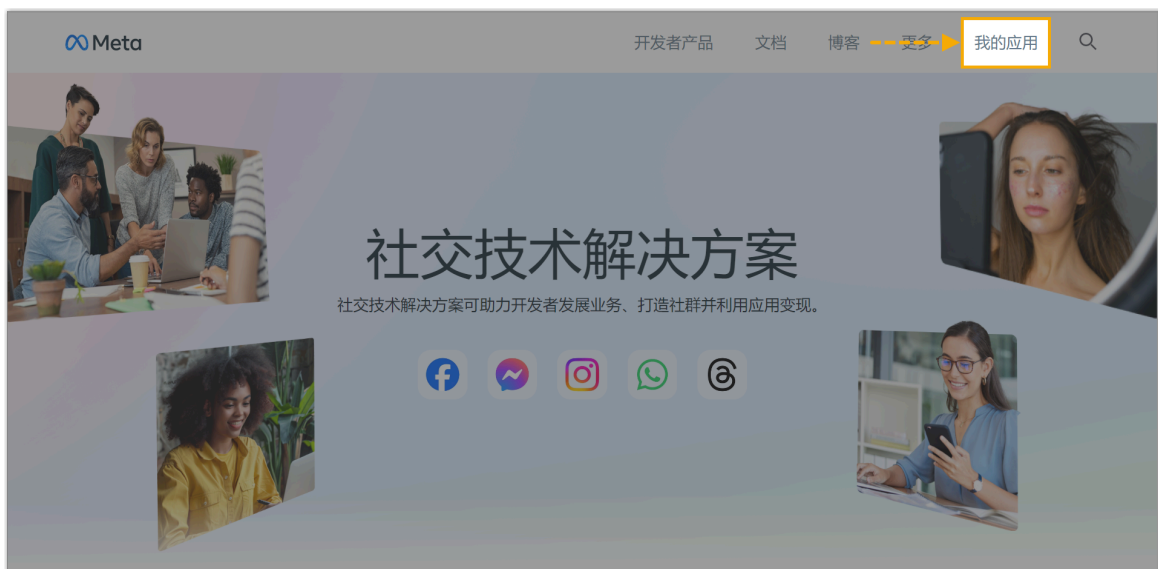 Meta
开发者产品 文档 博客 更多 我的应用
社交技术解决方案
社交技术解决方案可助力开发者发展业务、打造社群并利用应用变现。